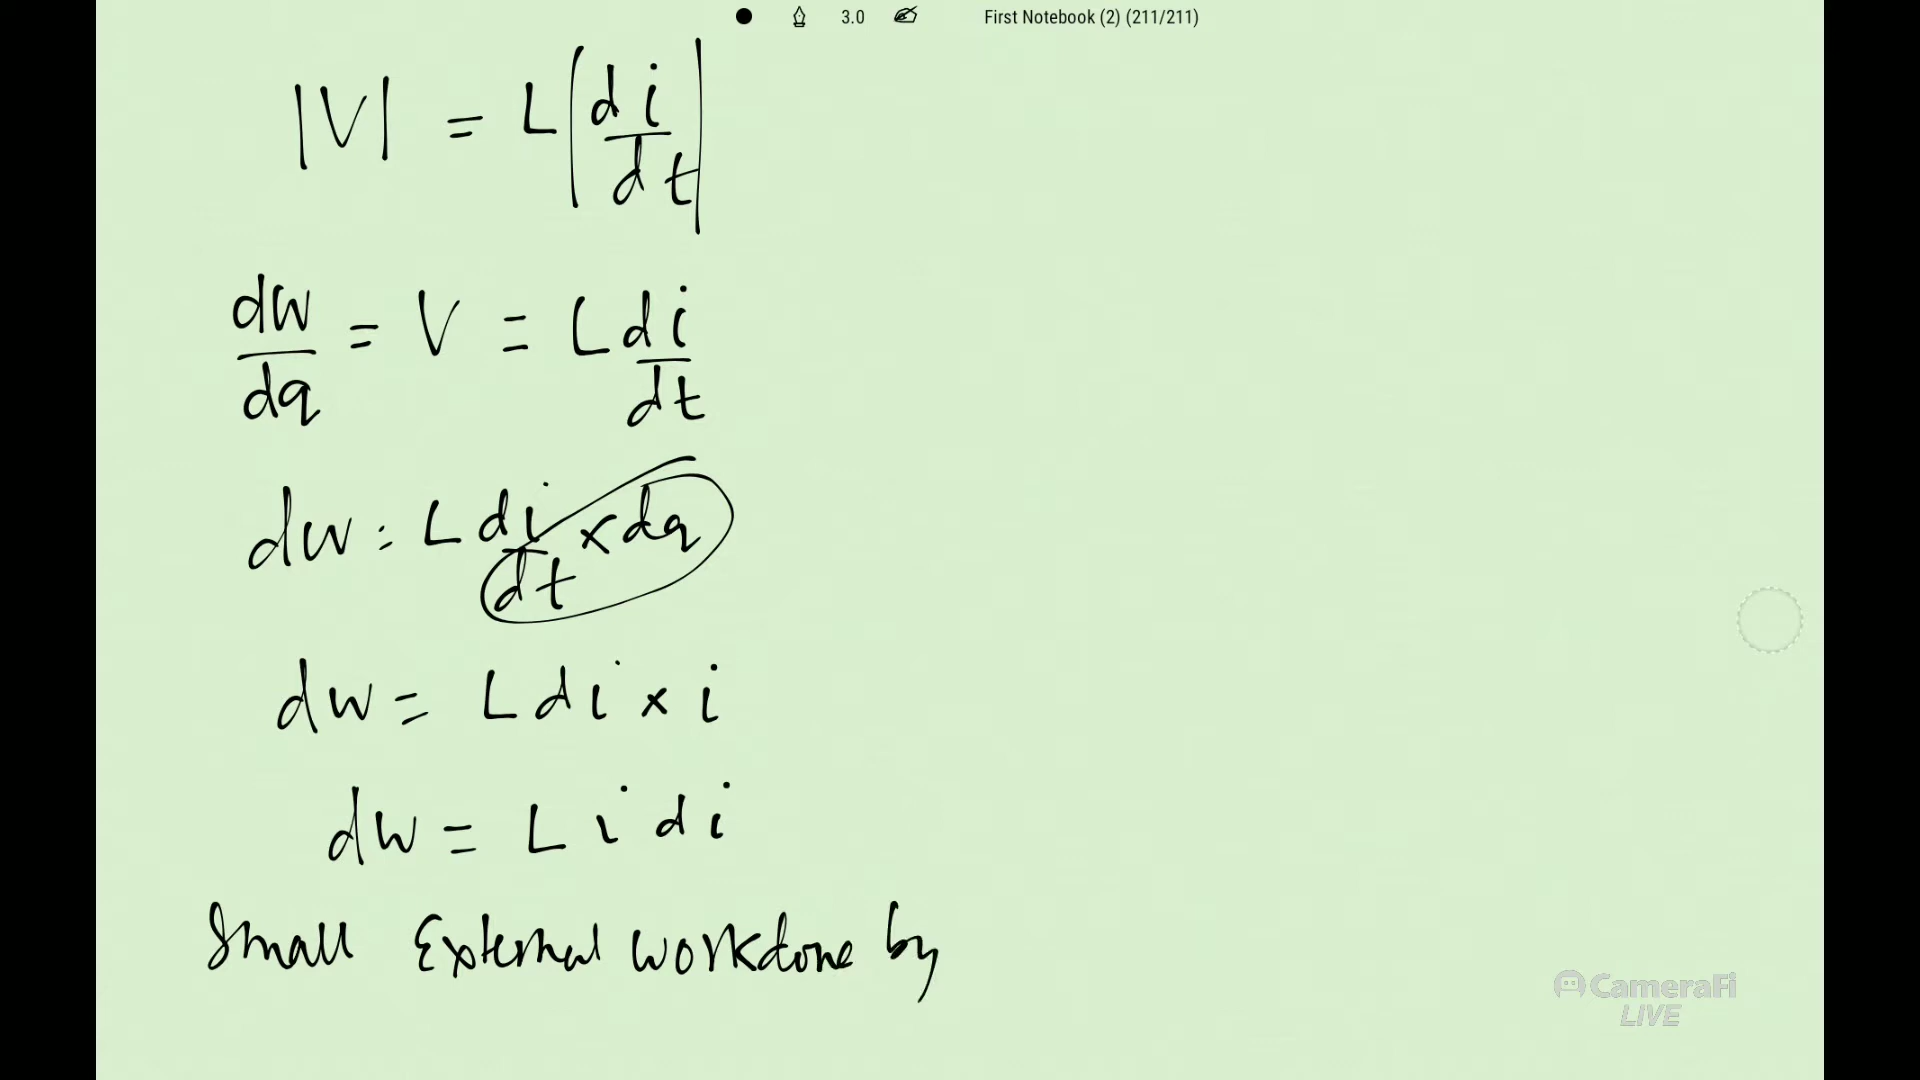 3.0 First Notebook (2) (211/211)
|V| = L|di/dt|
dw/dq = V = L di/dt
dw = L di/dt × dq
dw = L di × i
dw = L i di
Small External workdone by
CameraFi
LIVE